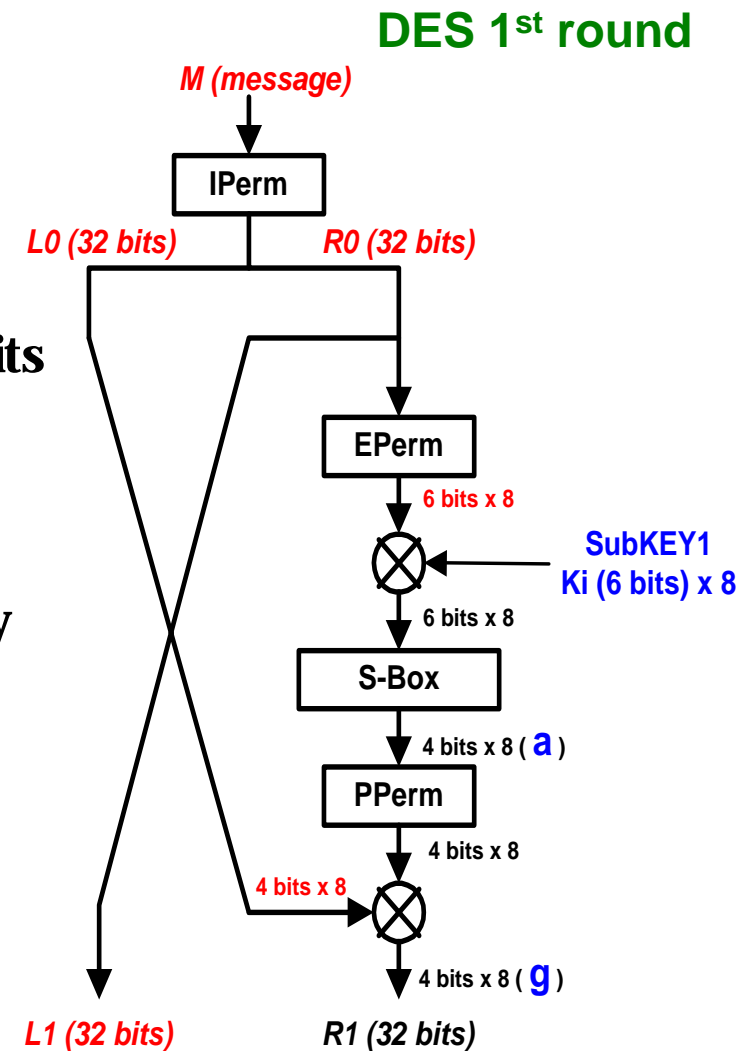 DES 1st round
M (message)
IPerm
L0 (32 bits) R0 (32 bits)
its
EPerm
6 bits x 8
SubKEY1
Ki (6 bits) x 8
6 bits x 8
y
S-Box
4 bits x 8 ( a )
PPerm
4 bits x 8
4 bits x 8
4 bits x 8 ( g )
L1 (32 bits) R1 (32 bits)